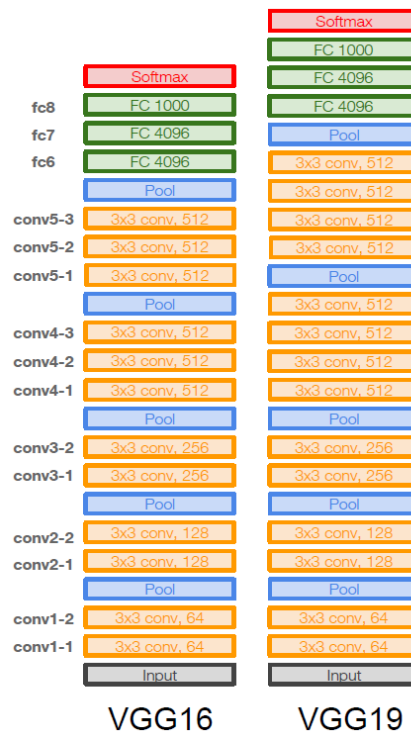 Softmax
FC 1000
Softmax FC 4096
fc8 FC 1000 FC 4096
fc7 FC 4096 Pool
fc6 FC 4096 3x3 conv, 512
Pool 3x3 conv, 512
conv5-3 3x3 conv, 512 3x3 conv, 512
conv5-2 3x3 conv, 512 3x3 conv, 512
conv5-1 3x3 conv, 512 Pool
Pool 3x3 conv, 512
conv4-3 3x3 conv, 512 3x3 conv, 512
conv4-2 3x3 conv, 512 3x3 conv, 512
conv4-1 3x3 conv, 512 3x3 conv, 512
Pool Pool
conv3-2 3x3 conv, 256 3x3 conv, 256
conv3-1 3x3 conv, 256 3x3 conv, 256
Pool Pool
conv2-2 3x3 conv, 128 3x3 conv, 128
conv2-1 3x3 conv, 128 3x3 conv, 128
Pool Pool
conv1-2 3x3 conv, 64 3x3 conv, 64
conv1-1 3x3 conv, 64 3x3 conv, 64
Input Input
VGG16 VGG19